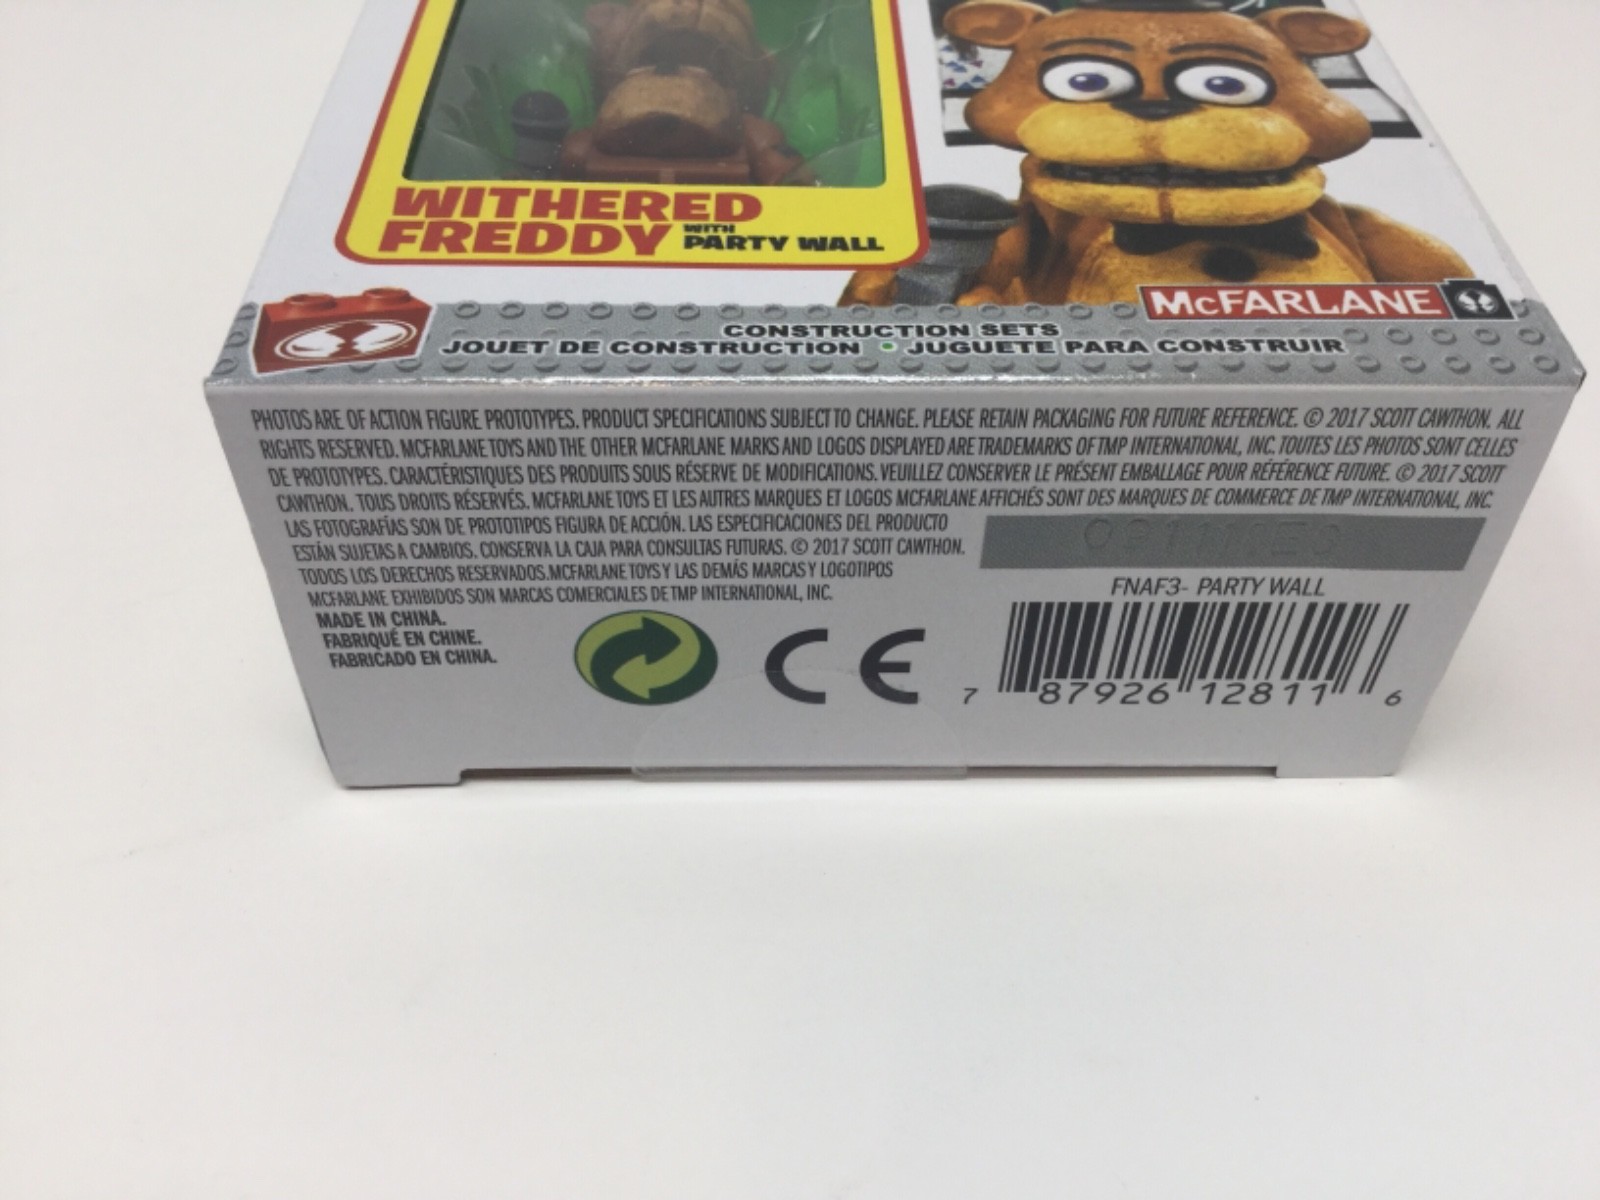 WITHERED
FREDDY WITH PARTY WALL
McFARLANE
CONSTRUCTION SETS
JOUET DE CONSTRUCTION • JUGUETE PARA CONSTRUIR
PHOTOS ARE OF ACTION FIGURE PROTOTYPES. PRODUCT SPECIFICATIONS SUBJECT TO CHANGE. PLEASE RETAIN PACKAGING FOR FUTURE REFERENCE. © 2017 SCOTT CAWTHON. ALL
RIGHTS RESERVED. MCFARLANE TOYS AND THE OTHER MCFARLANE MARKS AND LOGOS DISPLAYED ARE TRADEMARKS OF TMP INTERNATIONAL, INC. TOUTES LES PHOTOS SONT CELLES
DE PROTOTYPES. CARACTÉRISTIQUES DES PRODUITS SOUS RÉSERVE DE MODIFICATIONS. VEUILLEZ CONSERVER LE PRÉSENT EMBALLAGE POUR RÉFÉRENCE FUTURE. © 2017 SCOTT
CAWTHON. TOUS DROITS RÉSERVÉS. MCFARLANE TOYS ET LES AUTRES MARQUES ET LOGOS MCFARLANE AFFICHÉS SONT DES MARQUES DE COMMERCE DE TMP INTERNATIONAL, INC.
LAS FOTOGRAFÍAS SON DE PROTOTIPOS FIGURA DE ACCIÓN. LAS ESPECIFICACIONES DEL PRODUCTO
ESTÁN SUJETAS A CAMBIOS. CONSERVA LA CAJA PARA CONSULTAS FUTURAS. © 2017 SCOTT CAWTHON.
TODOS LOS DERECHOS RESERVADOS. MCFARLANE TOYS Y LAS DEMÁS MARCAS Y LOGOTIPOS
MCFARLANE EXHIBIDOS SON MARCAS COMERCIALES DE TMP INTERNATIONAL, INC.
MADE IN CHINA.
FABRIQUÉ EN CHINE.
FABRICADO EN CHINA.
CE
FNAF3- PARTY WALL
7 87926 12811 6